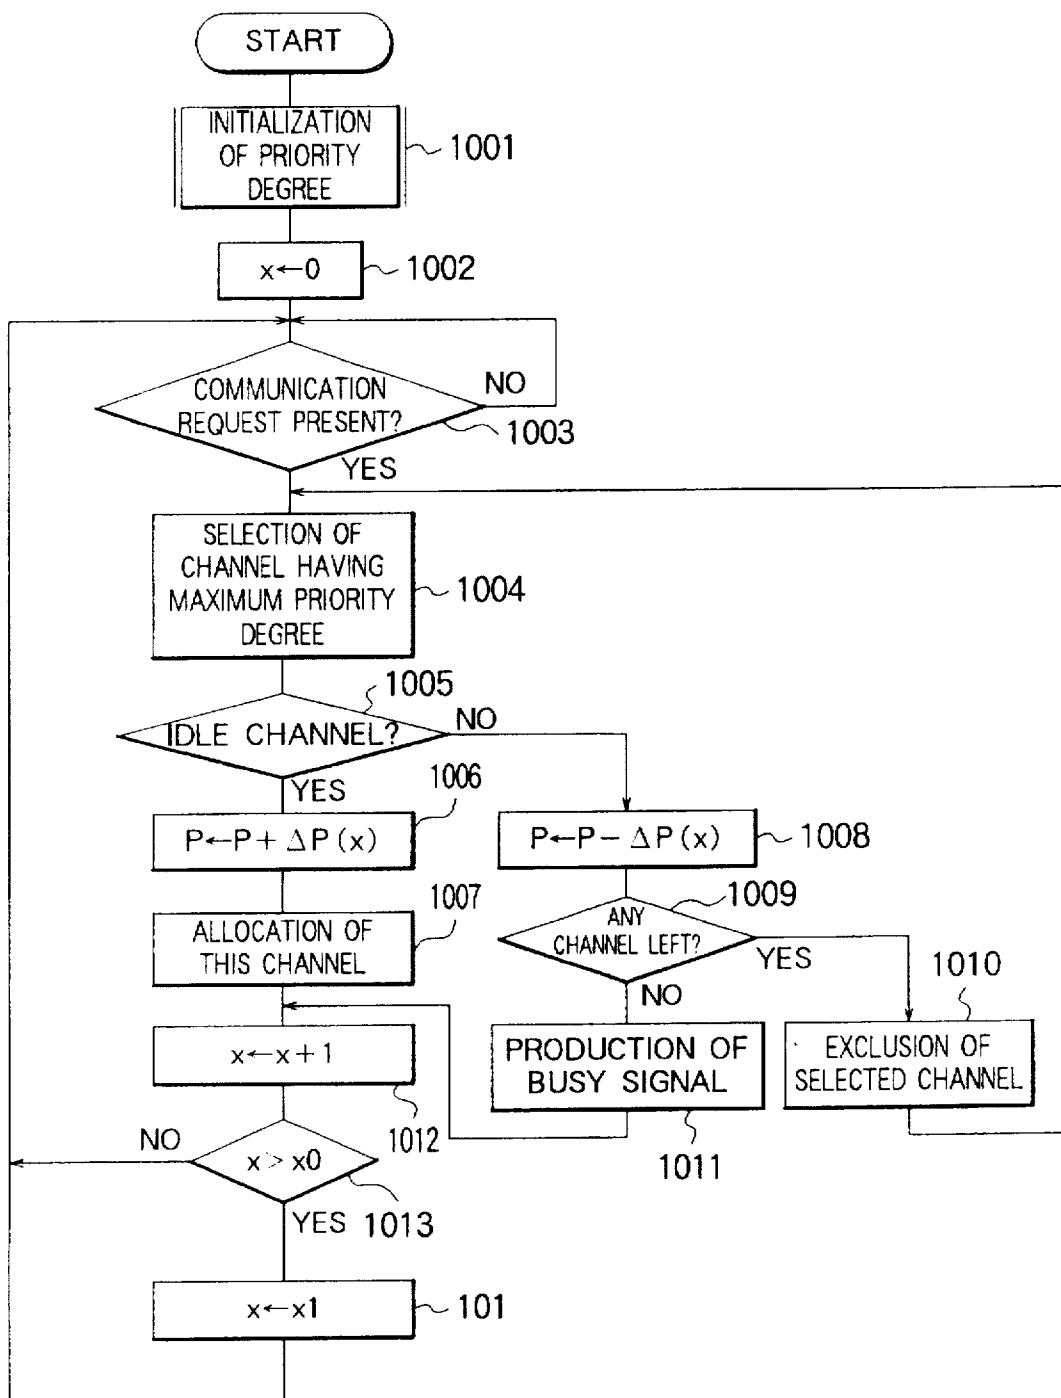 START
INITIALIZATION
OF PRIORITY
DEGREE
1001
x←0
1002
COMMUNICATION
REQUEST PRESENT?
NO
1003
YES
SELECTION OF
CHANNEL HAVING
MAXIMUM PRIORITY
DEGREE
1004
1005
IDLE CHANNEL?
NO
YES
1006
P←P+ ΔP(x)
P←P− ΔP(x)
1008
1007
ALLOCATION OF
THIS CHANNEL
1009
ANY
CHANNEL LEFT?
YES
NO
1010
x←x+1
1012
PRODUCTION OF
BUSY SIGNAL
1011
EXCLUSION OF
SELECTED CHANNEL
NO
x>x0
YES
1013
x←x1
101